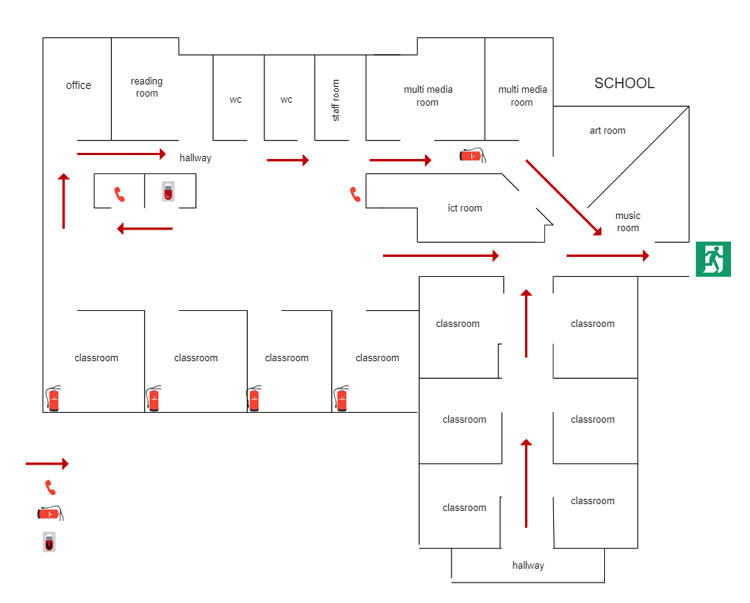 SCHOOL
office
reading
room
wc
wc
staff room
multi media
room
multi media
room
art room
hallway
ict room
music
room
classroom
classroom
classroom
classroom
classroom
classroom
classroom
classroom
classroom
classroom
hallway